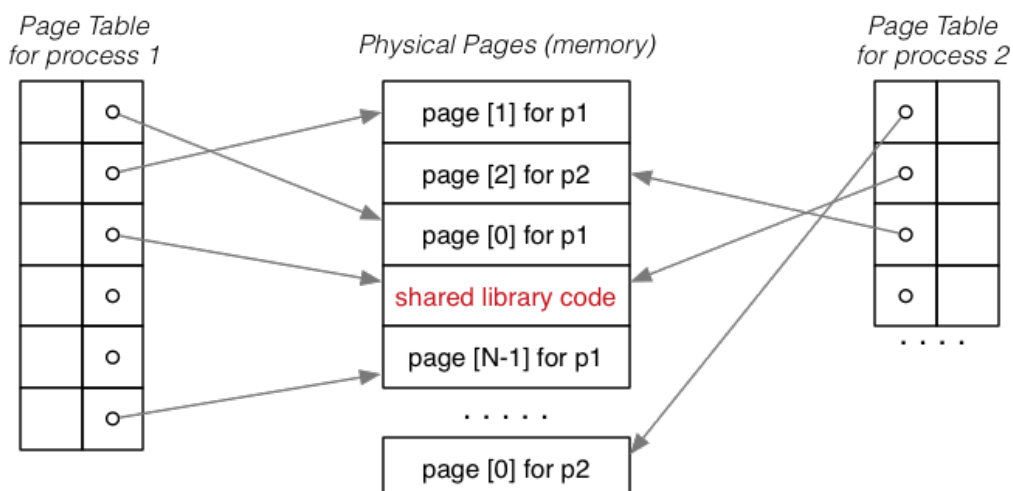 Page Table
for process 1
Physical Pages (memory)
Page Table
for process 2
page [1] for p1
page [2] for p2
page [0] for p1
shared library code
page [N-1] for p1
. . . . .
page [0] for p2
. . . .